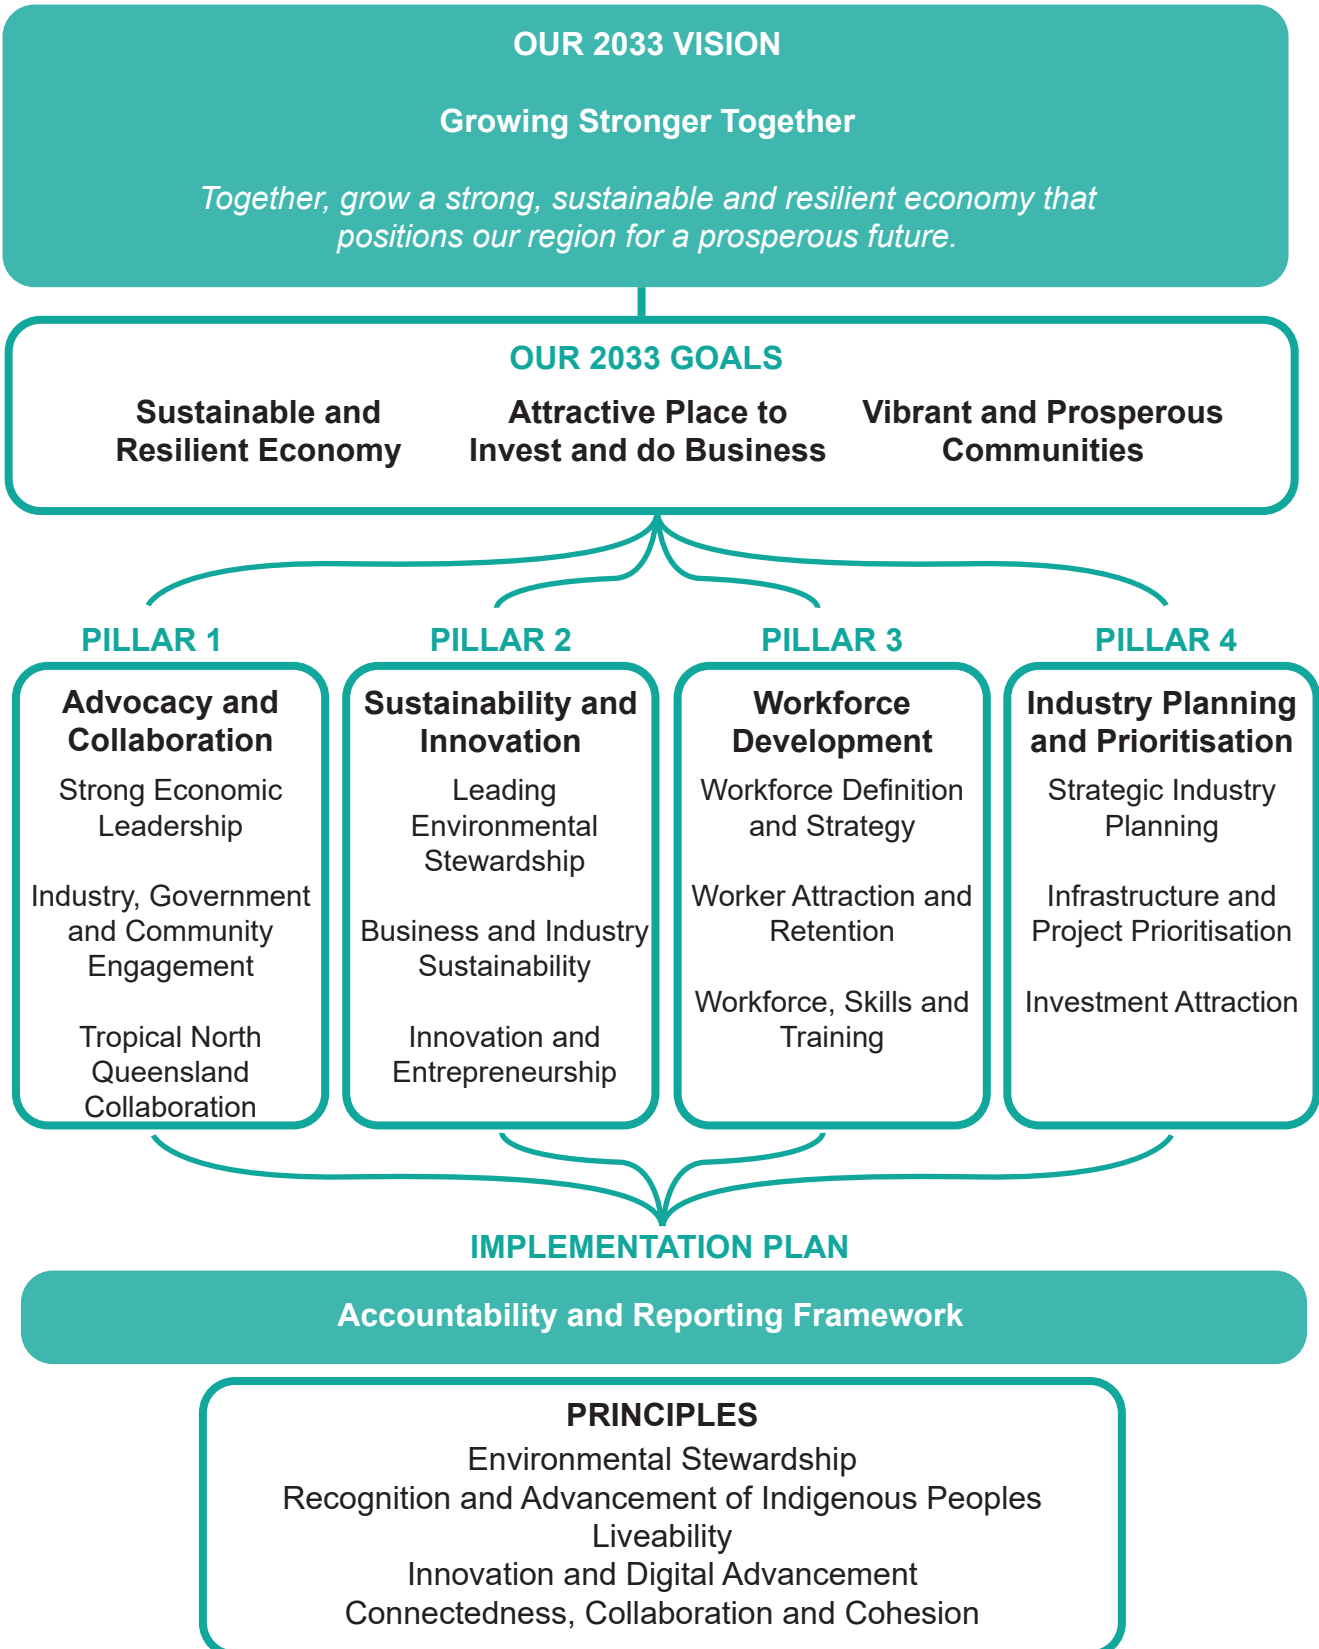 OUR 2033 VISION
Growing Stronger Together
Together, grow a strong, sustainable and resilient economy that
positions our region for a prosperous future.
OUR 2033 GOALS
Sustainable and
Resilient Economy
Attractive Place to
Invest and do Business
Vibrant and Prosperous
Communities
PILLAR 1
Advocacy and
Collaboration
Strong Economic
Leadership
Industry, Government
and Community
Engagement
Tropical North
Queensland
Collaboration
PILLAR 2
Sustainability and
Innovation
Leading
Environmental
Stewardship
Business and Industry
Sustainability
Innovation and
Entrepreneurship
PILLAR 3
Workforce
Development
Workforce Definition
and Strategy
Worker Attraction and
Retention
Workforce, Skills and
Training
PILLAR 4
Industry Planning
and Prioritisation
Strategic Industry
Planning
Infrastructure and
Project Prioritisation
Investment Attraction
IMPLEMENTATION PLAN
Accountability and Reporting Framework
PRINCIPLES
Environmental Stewardship
Recognition and Advancement of Indigenous Peoples
Liveability
Innovation and Digital Advancement
Connectedness, Collaboration and Cohesion